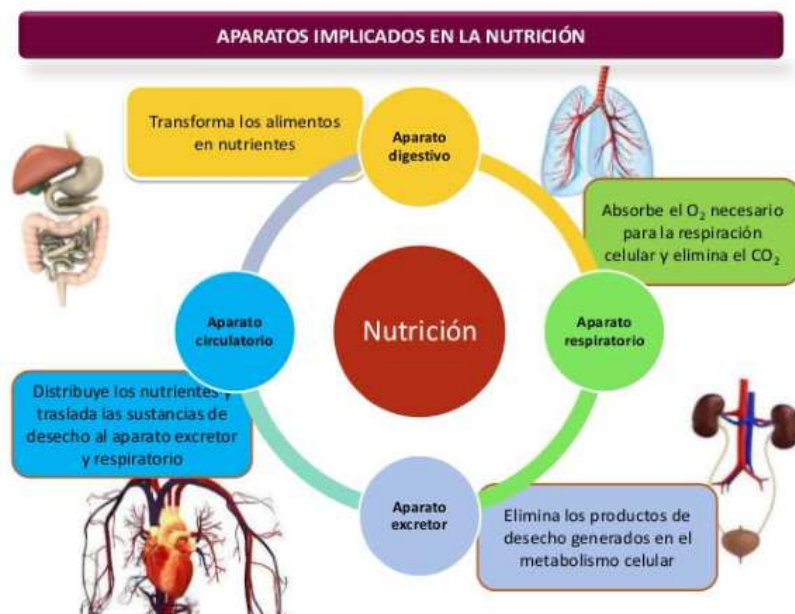 APARATOS IMPLICADOS EN LA NUTRICIÓN
Transforma los alimentos
en nutrientes
Aparato
digestivo
Absorbe el O₂ necesario
para la respiración
celular y elimina el CO₂
Aparato
circulatorio
Nutrición
Aparato
respiratorio
Distribuye los nutrientes y
traslada las sustancias de
desecho al aparato excretor
y respiratorio
Aparato
excretor
Elimina los productos de
desecho generados en el
metabolismo celular